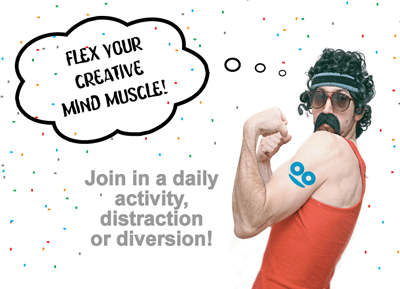 FLEX YOUR
CREATIVE
MIND MUSCLE!
Join in a daily
activity,
distraction
or diversion!